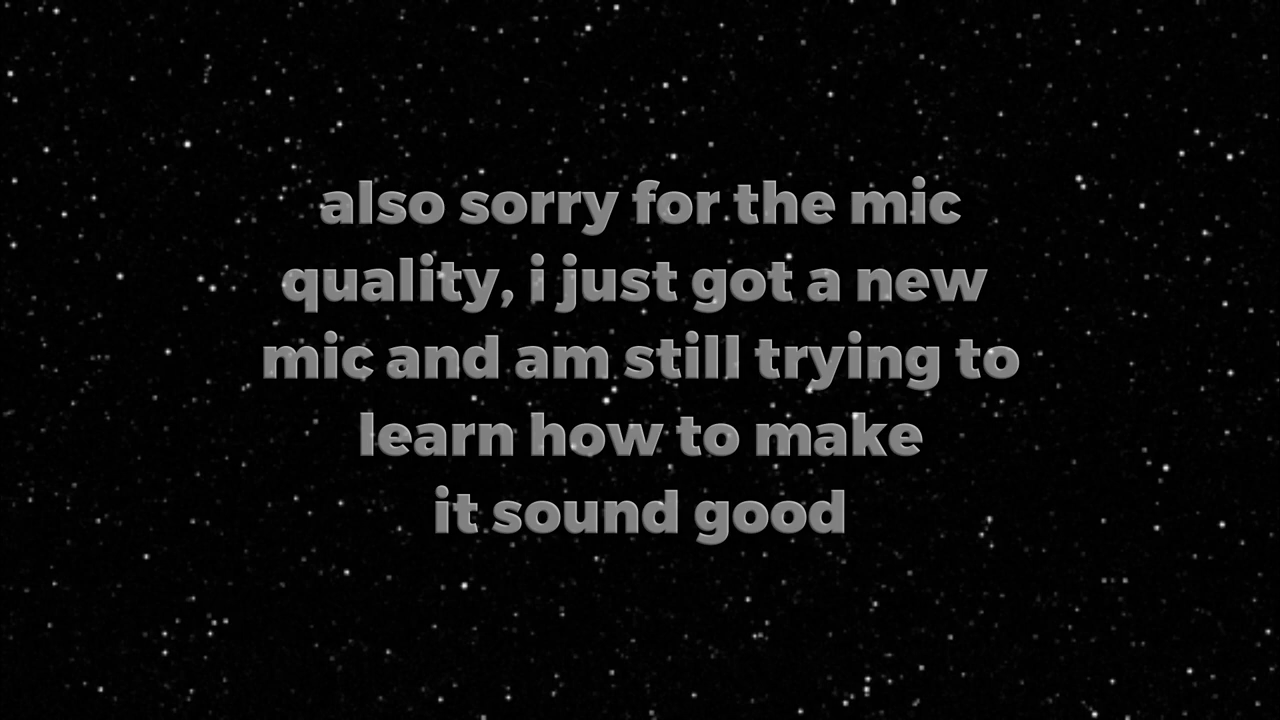 also sorry for the mic
quality, i just got a new
mic and am still trying to
learn how to make
it sound good